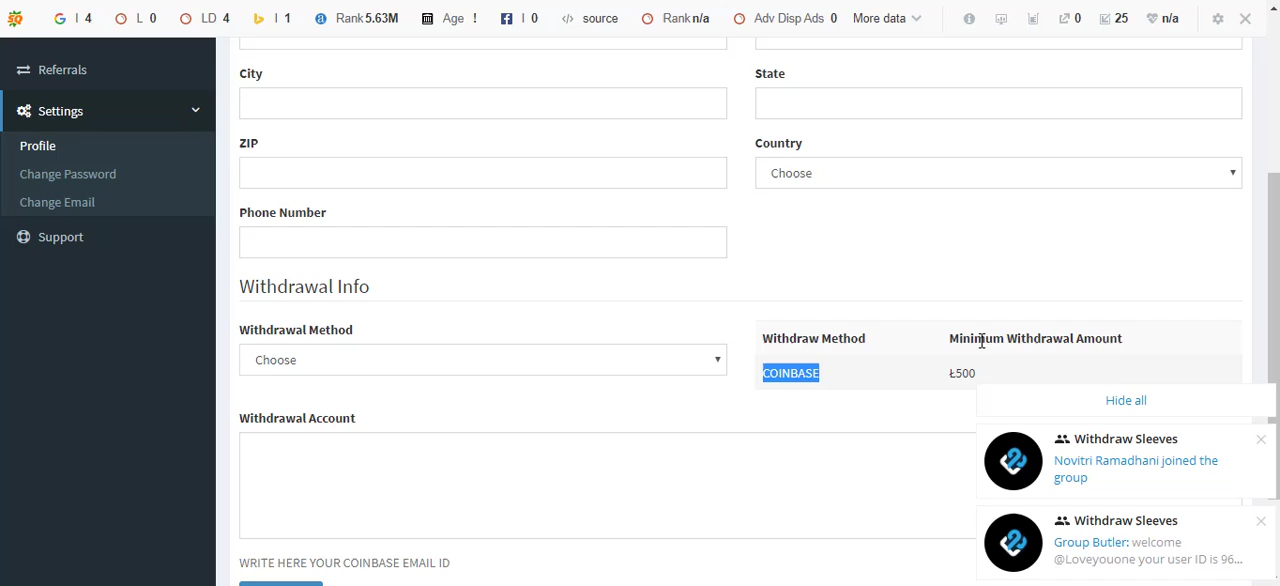 SQ G I 4 L 0 LD 4 I 1 a Rank 5.63M Age ! I 0 </> source Rank n/a Adv Disp Ads 0 More data 0 25 n/a
Referrals
Settings
Profile
Change Password
Change Email
Support
City
State
ZIP
Country
Choose
Phone Number
Withdrawal Info
Withdrawal Method
Choose
Withdraw Method Minimum Withdrawal Amount
COINBASE Ł500
Withdrawal Account
WRITE HERE YOUR COINBASE EMAIL ID
Hide all
Withdraw Sleeves
Novitri Ramadhani joined the
group
Withdraw Sleeves
Group Butler: welcome
@Loveyouone your user ID is 96...